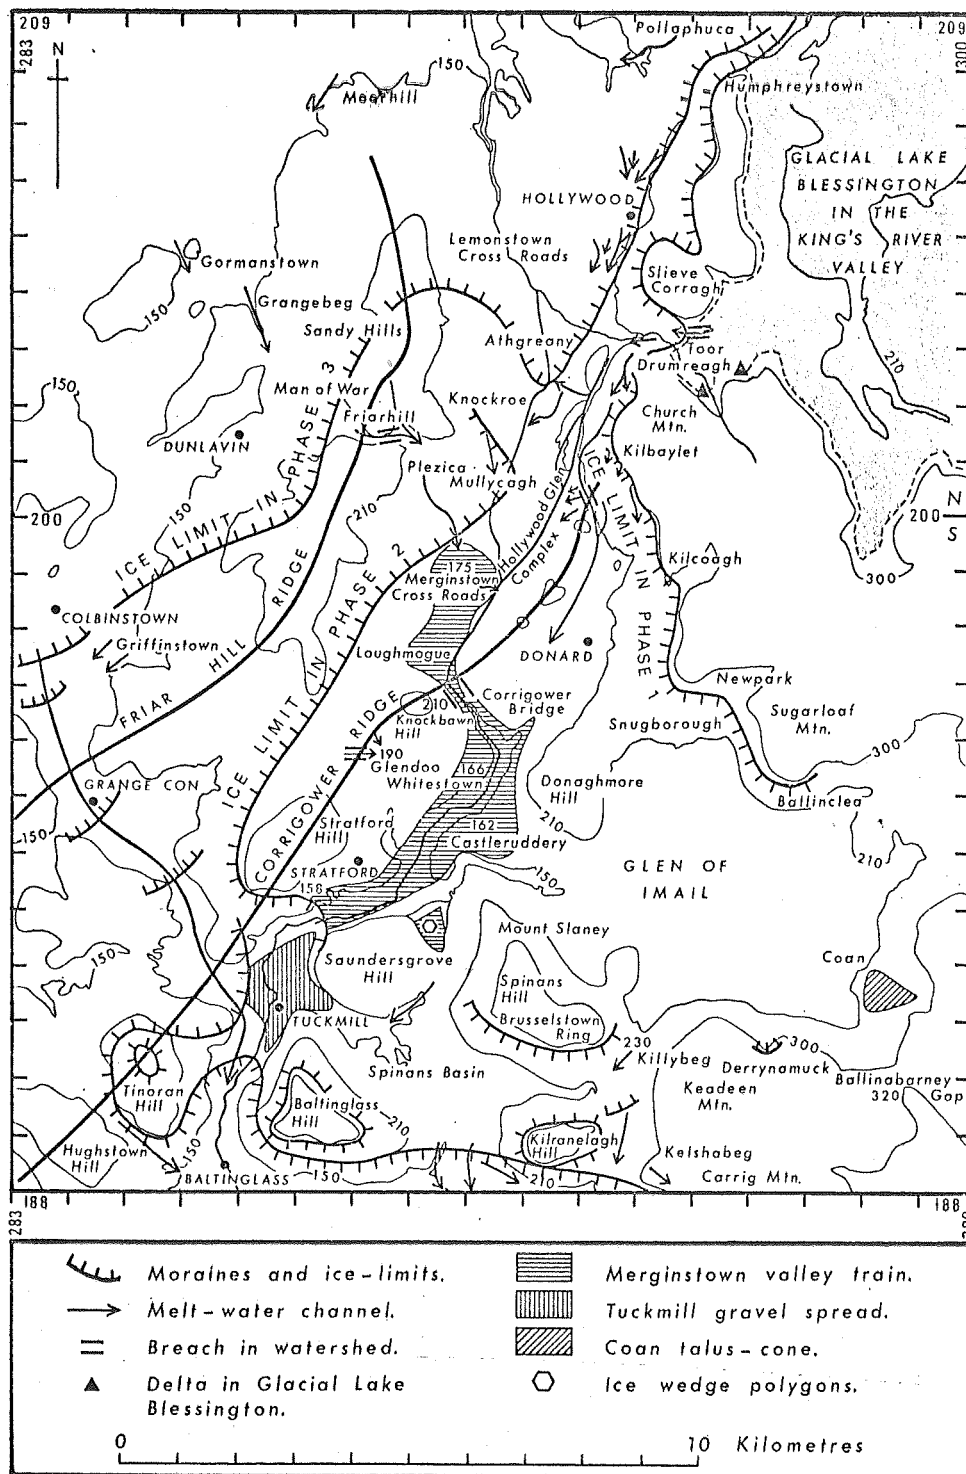 209
209
283
300
N
Pollaphuca
150
Moorhill
Humphreystown
GLACIAL LAKE
BLESSINGTON
IN THE
KING'S RIVER
VALLEY
HOLLYWOOD
Lemonstown
Cross Roads
Slieve
Corragh
Gormanstown
Grangebeg
Sandy Hills
150
Athgreany
Toor
Drumreagh
210
150
Man of War
Knockroe
Church
Mtn.
Friarhill
DUNLAVIN
Kilbaylet
Plezica
Mullycagh
210
150
ICE LIMIT IN PHASE 3
Hollywood Glen
Complex
ICE LIMIT IN PHASE 1
N
200
200
S
300
175
Merginstown
Cross Roads
Kilcoagh
COLBINSTOWN
Griffinstown
FRIAR HILL RIDGE
ICE LIMIT IN PHASE 2
Loughmogue
DONARD
Newpark
Corrigower
Bridge
Snugborough
Sugarloaf
Mtn.
210
Knockbawn
Hill
190
Glendoo
166
Whitestown
Donaghmore
Hill
300
GRANGE CON
CORRIGOWER RIDGE
Ballinclea
210
150
Stratford
Hill
162
Castleruddery
210
STRATFORD
150
158
GLEN OF
IMAIL
150
Saundersgrove
Hill
Mount Slaney
Coan
Spinans
Hill
Brusselstown
Ring
TUCKMILL
230
300
Killybeg
Derrynamuck
Spinans Basin
Keadeen
Mtn.
Ballinabarney
320 Gap
Tinoran
Hill
Baltinglass
Hill
210
Kilranelagh
Hill
Hughstown
Hill
150
Kelshabeg
BALTINGLASS
150
210
Carrig Mtn.
188
188
283
Moraines and ice-limits.
Merginstown valley train.
Melt-water channel.
Tuckmill gravel spread.
Breach in watershed.
Coan talus-cone.
Delta in Glacial Lake
Blessington.
Ice wedge polygons.
0
10 Kilometres